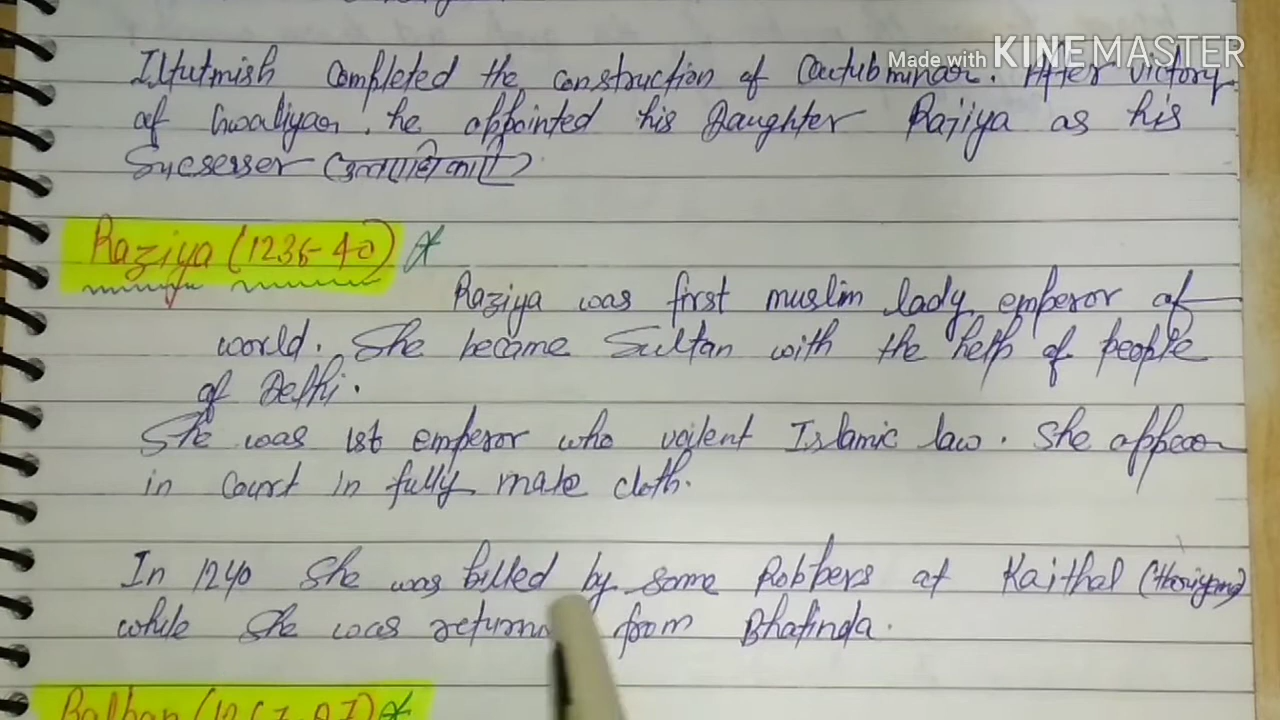 Made with KINEMASTER
Iltutmish completed the construction of Qutubminar. After victory
of Gwaliyar, he appointed his Daughter Rajiya as his
Sucsesser (उत्तराधिकारी)
Raziya (1236-40)
Raziya was first muslim lady emperor of
world. She became Sultan with the help of people
of Delhi.
She was 1st emperor who voilent Islamic law. She appear
in court in fully male cloth.
In 1240 She was killed by some Robbers at Kaithal (Hariyana)
while she was return from Bhatinda.
Balban